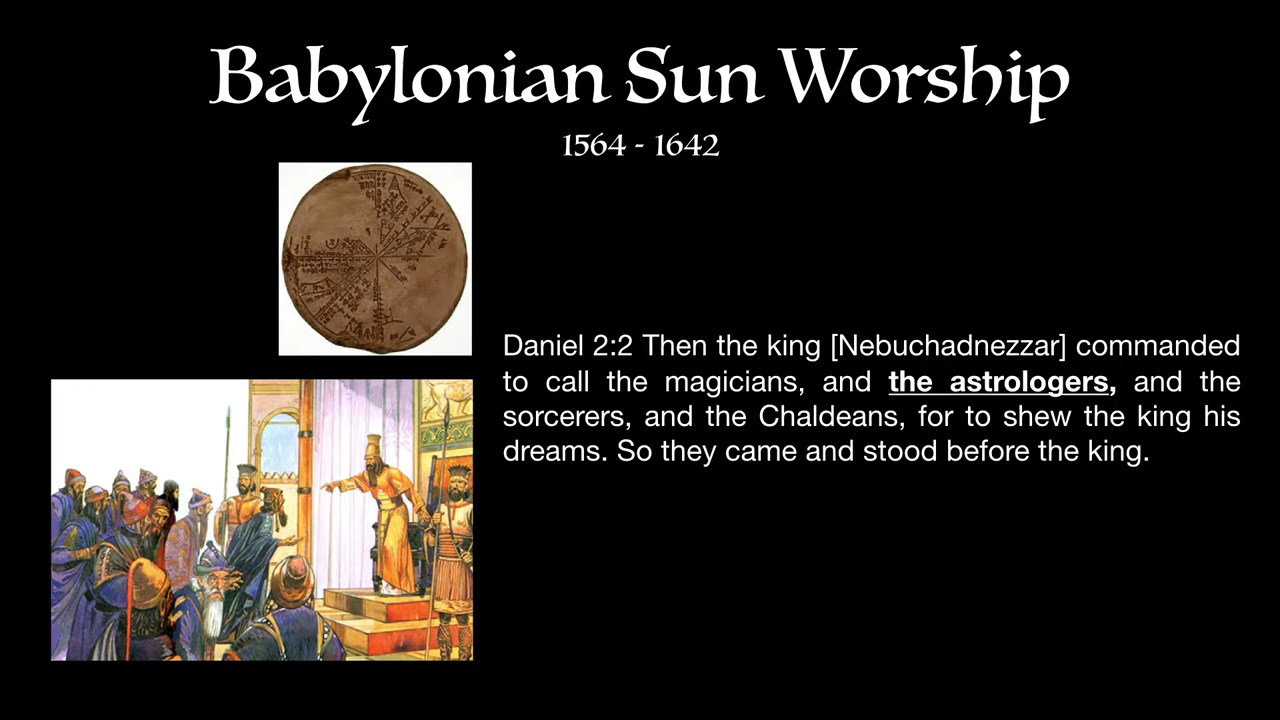 Babylonian Sun Worship
1564 - 1642
Daniel 2:2 Then the king [Nebuchadnezzar] commanded
to call the magicians, and the astrologers, and the
sorcerers, and the Chaldeans, for to shew the king his
dreams. So they came and stood before the king.